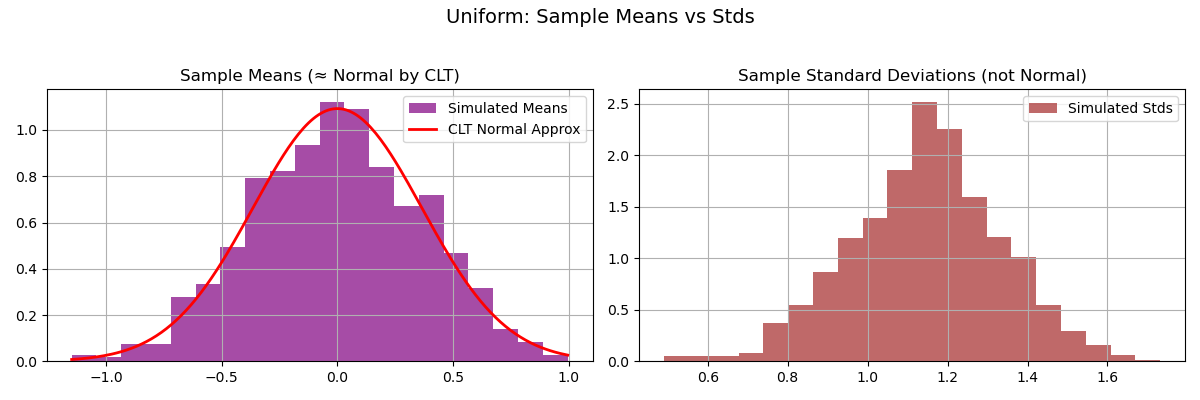 Uniform: Sample Means vs Stds
Sample Means (≈ Normal by CLT)
Simulated Means
CLT Normal Approx
1.0
0.8
0.6
0.4
0.2
0.0
−1.0 −0.5 0.0 0.5 1.0
Sample Standard Deviations (not Normal)
Simulated Stds
2.5
2.0
1.5
1.0
0.5
0.0
0.6 0.8 1.0 1.2 1.4 1.6